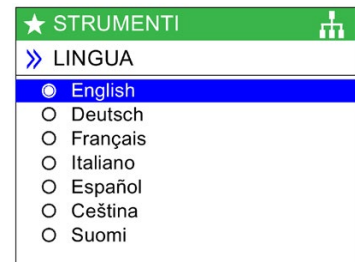 STRUMENTI
LINGUA
English
Deutsch
Français
Italiano
Español
Ceština
Suomi